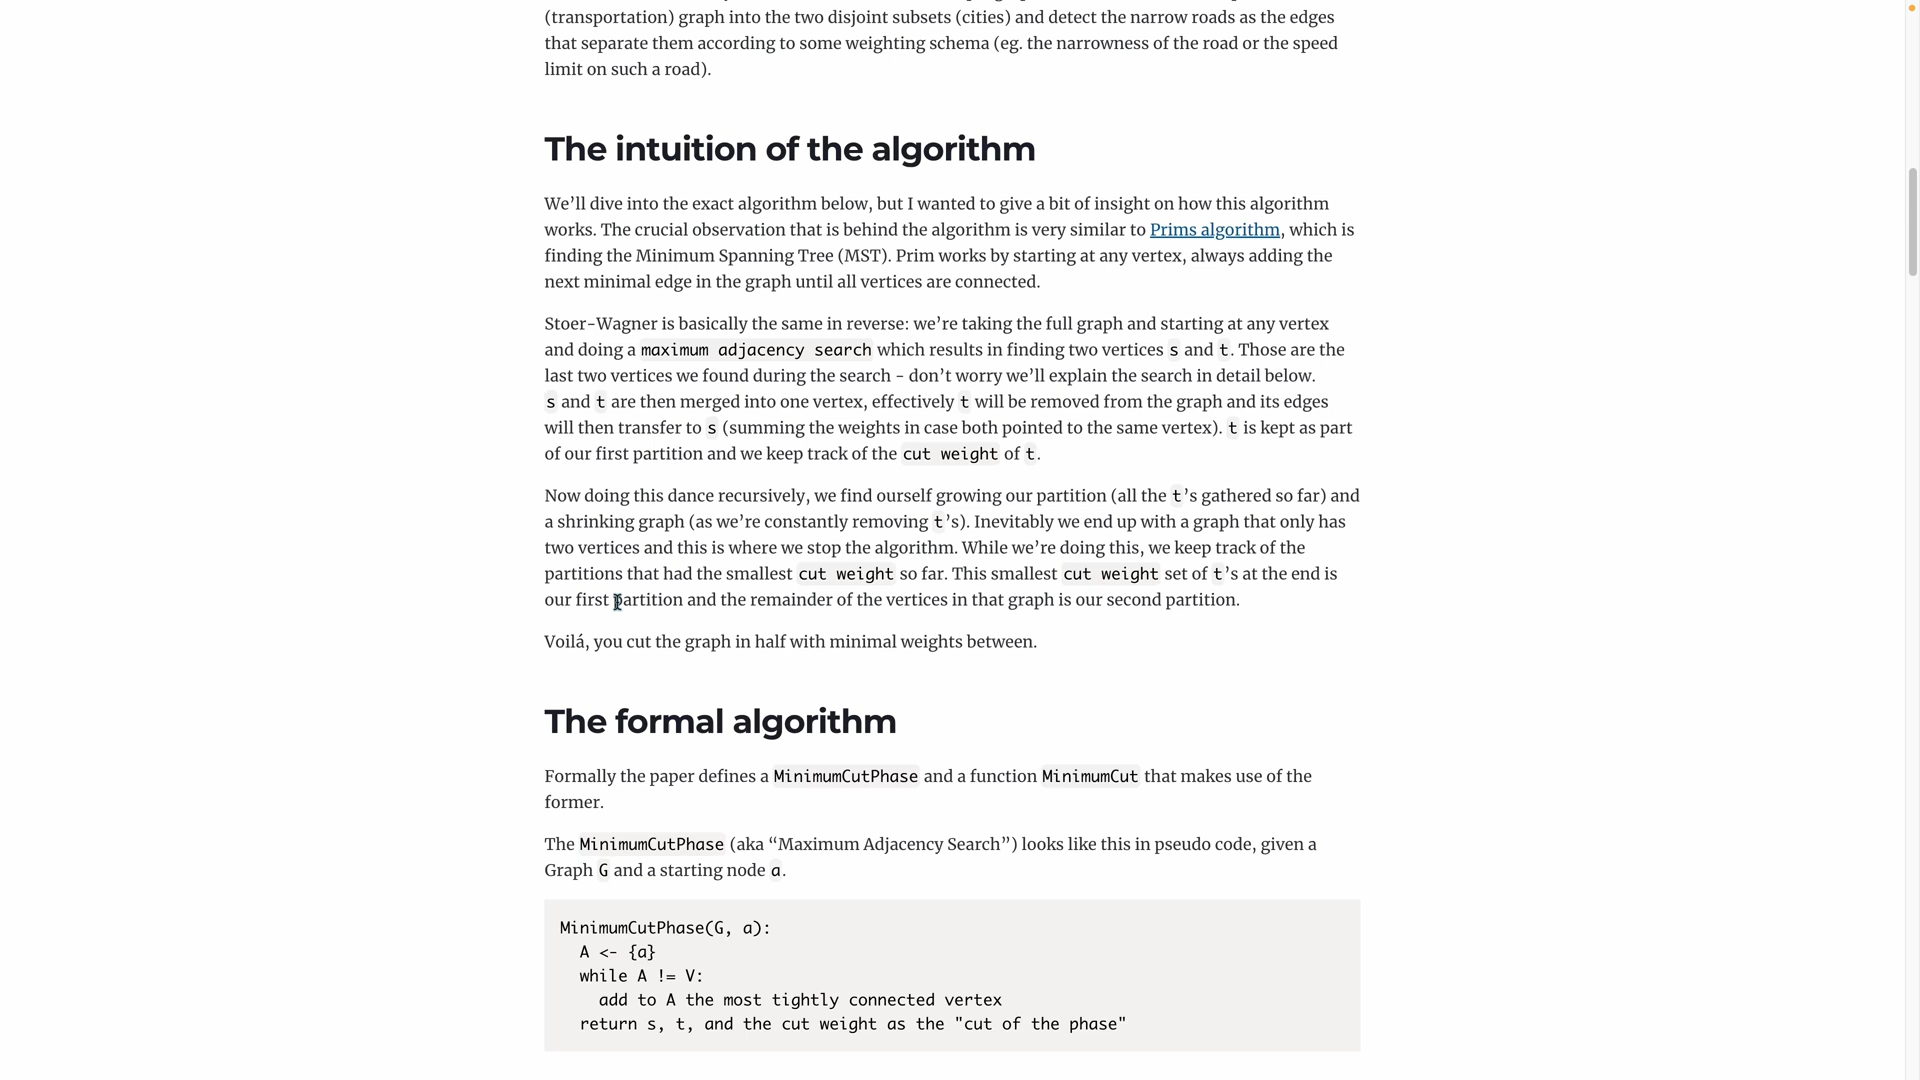 (transportation) graph into the two disjoint subsets (cities) and detect the narrow roads as the edges
that separate them according to some weighting schema (eg. the narrowness of the road or the speed
limit on such a road).
The intuition of the algorithm
We’ll dive into the exact algorithm below, but I wanted to give a bit of insight on how this algorithm
works. The crucial observation that is behind the algorithm is very similar to Prims algorithm, which is
finding the Minimum Spanning Tree (MST). Prim works by starting at any vertex, always adding the
next minimal edge in the graph until all vertices are connected.
Stoer-Wagner is basically the same in reverse: we’re taking the full graph and starting at any vertex
and doing a maximum adjacency search which results in finding two vertices s and t. Those are the
last two vertices we found during the search - don’t worry we’ll explain the search in detail below.
s and t are then merged into one vertex, effectively t will be removed from the graph and its edges
will then transfer to s (summing the weights in case both pointed to the same vertex). t is kept as part
of our first partition and we keep track of the cut weight of t.
Now doing this dance recursively, we find ourself growing our partition (all the t’s gathered so far) and
a shrinking graph (as we’re constantly removing t’s). Inevitably we end up with a graph that only has
two vertices and this is where we stop the algorithm. While we’re doing this, we keep track of the
partitions that had the smallest cut weight so far. This smallest cut weight set of t’s at the end is
our first partition and the remainder of the vertices in that graph is our second partition.
Voilá, you cut the graph in half with minimal weights between.
The formal algorithm
Formally the paper defines a MinimumCutPhase and a function MinimumCut that makes use of the
former.
The MinimumCutPhase (aka “Maximum Adjacency Search”) looks like this in pseudo code, given a
Graph G and a starting node a.
MinimumCutPhase(G, a):
A <- {a}
while A != V:
add to A the most tightly connected vertex
return s, t, and the cut weight as the "cut of the phase"